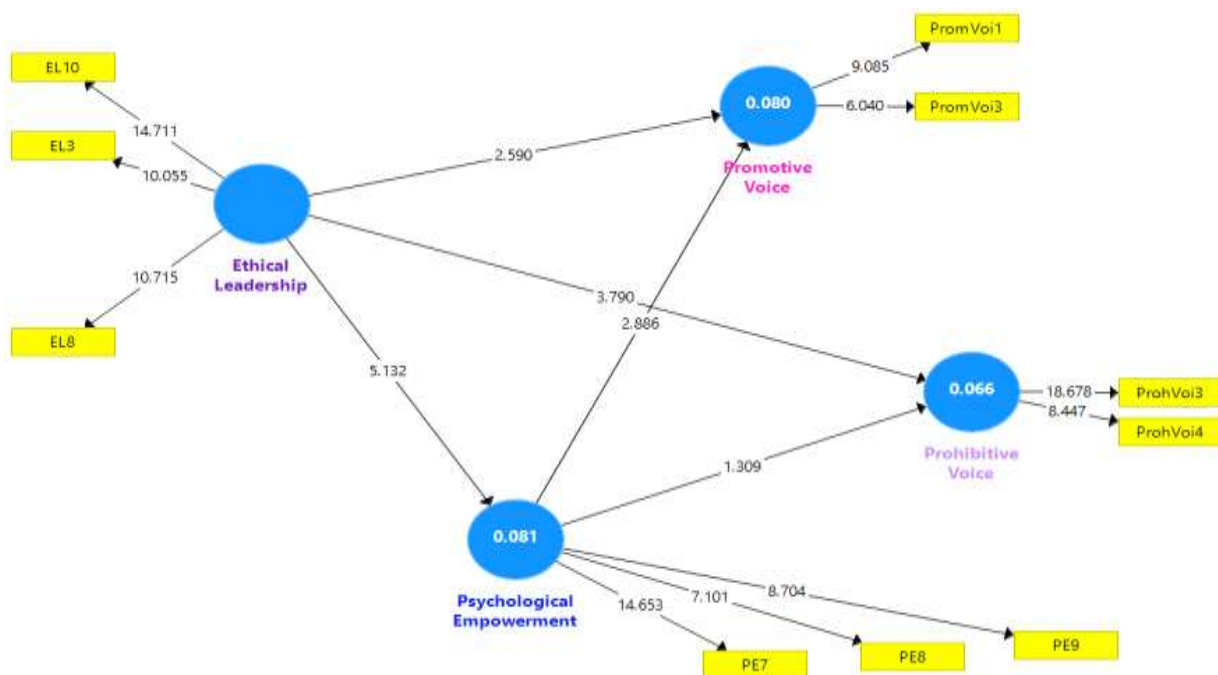 PromVoi1
EL10
9.085
0.080
6.040
PromVoi3
14.711
EL3
2.590
10.055
Promotive
Voice
Ethical
Leadership
10.715
3.790
2.886
EL8
5.132
0.066
18.678
ProhVoi3
8.447
ProhVoi4
Prohibitive
Voice
1.309
0.081
8.704
7.101
14.653
Psychological
Empowerment
PE9
PE8
PE7